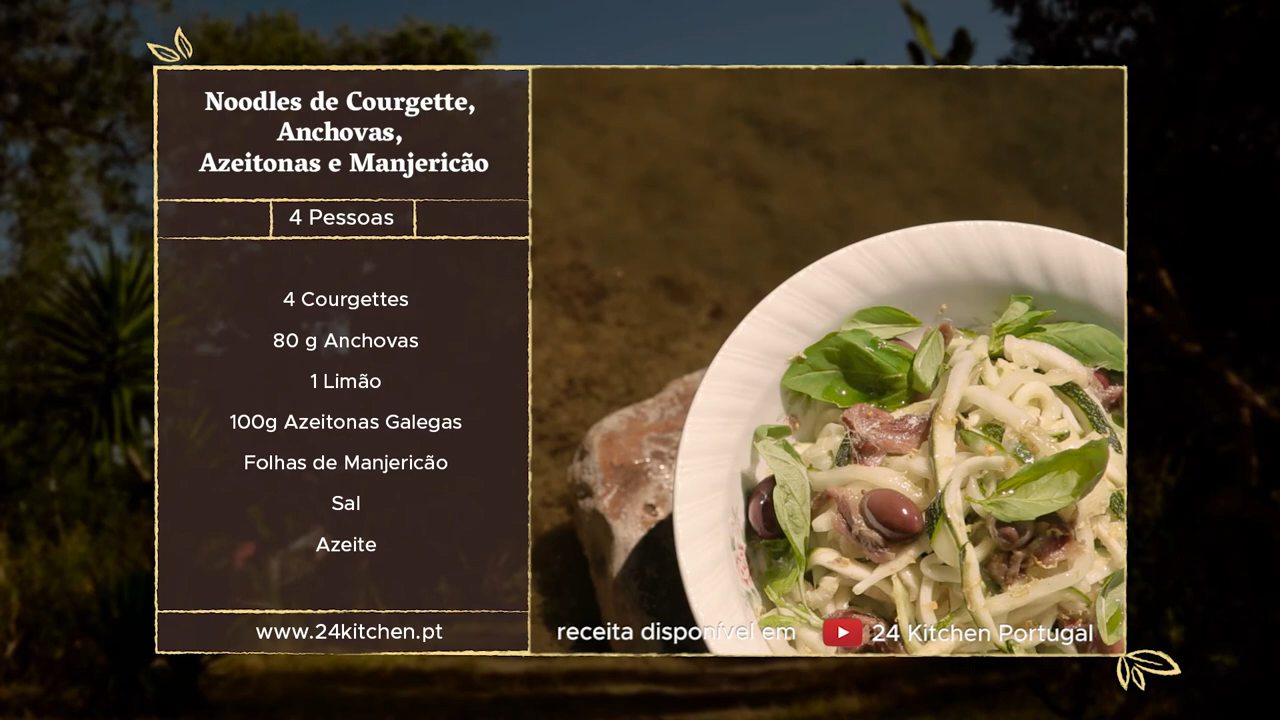 Noodles de Courgette,
Anchovas,
Azeitonas e Manjericão
4 Pessoas
4 Courgettes
80 g Anchovas
1 Limão
100g Azeitonas Galegas
Folhas de Manjericão
Sal
Azeite
www.24kitchen.pt
receita disponível em 24 Kitchen Portugal